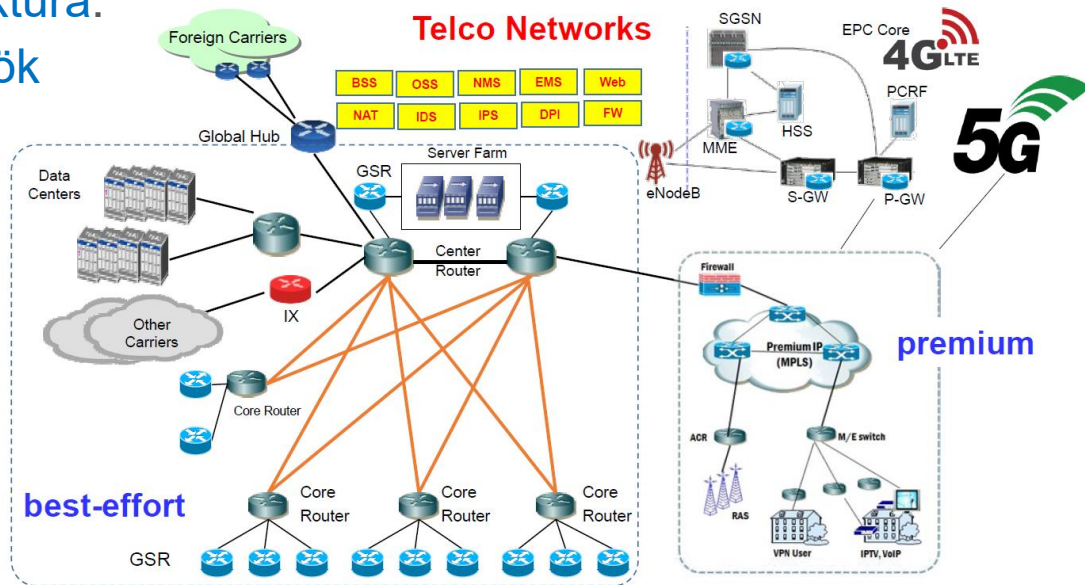 ktúra.
ök
Telco Networks
Foreign Carriers
BSS OSS NMS EMS Web
NAT IDS IPS DPI FW
Global Hub
Data
Centers
GSR
Server Farm
Center
Router
IX
Other
Carriers
Core Router
best-effort
Core
Router
Core
Router
Core
Router
GSR
SGSN
EPC Core
4G LTE
PCRF
HSS
MME
eNodeB
S-GW
P-GW
5G
Firewall
Premium IP
(MPLS)
premium
ACR
M/E switch
RAS
VPN User
IPTV, VoIP